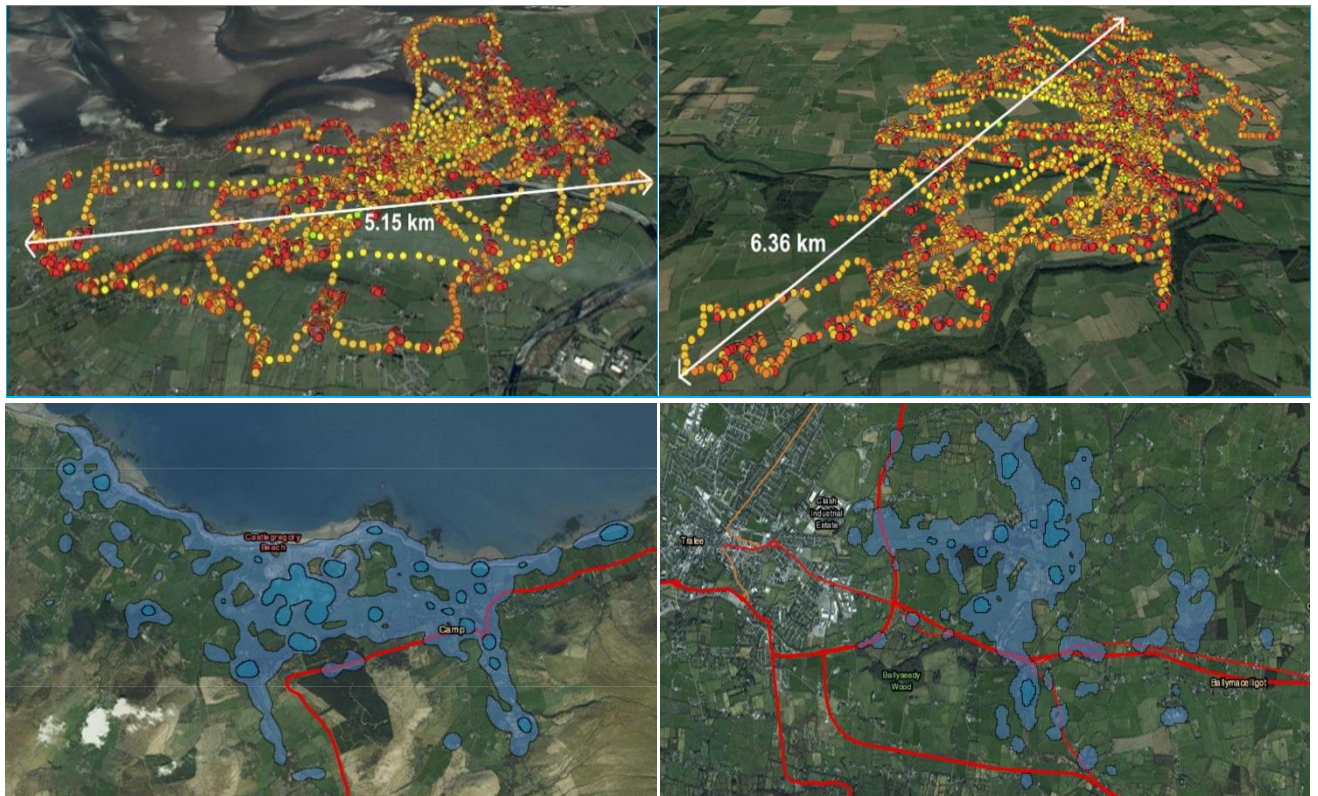 5.15 km
6.36 km
Castlegregory
Beach
Camp
Clash
Industrial
Estate
Tralee
Ballyseedy
Wood
Ballymacelligot